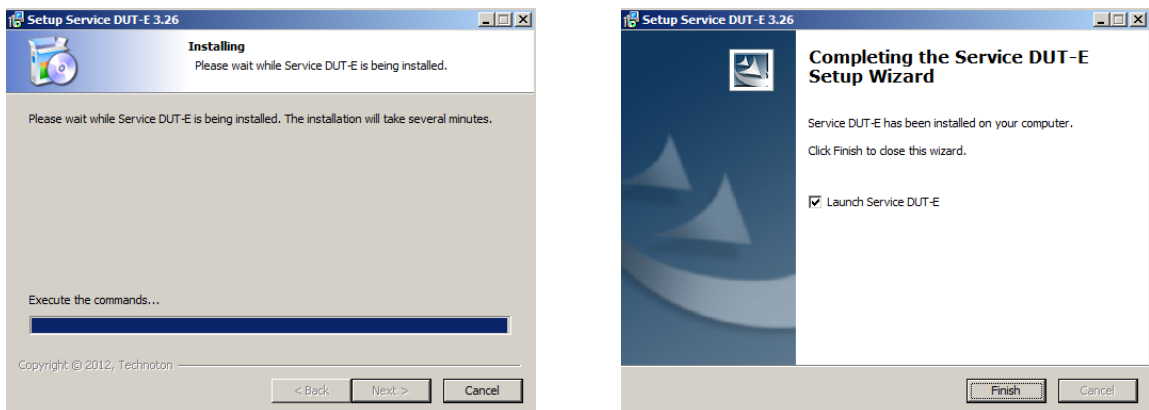 Setup Service DUT-E 3.26
Installing
Please wait while Service DUT-E is being installed.
Please wait while Service DUT-E is being installed. The installation will take several minutes.
Execute the commands...
Copyright © 2012, Technoton
< Back
Next >
Cancel
Setup Service DUT-E 3.26
Completing the Service DUT-E
Setup Wizard
Service DUT-E has been installed on your computer.
Click Finish to close this wizard.
Launch Service DUT-E
Finish
Cancel